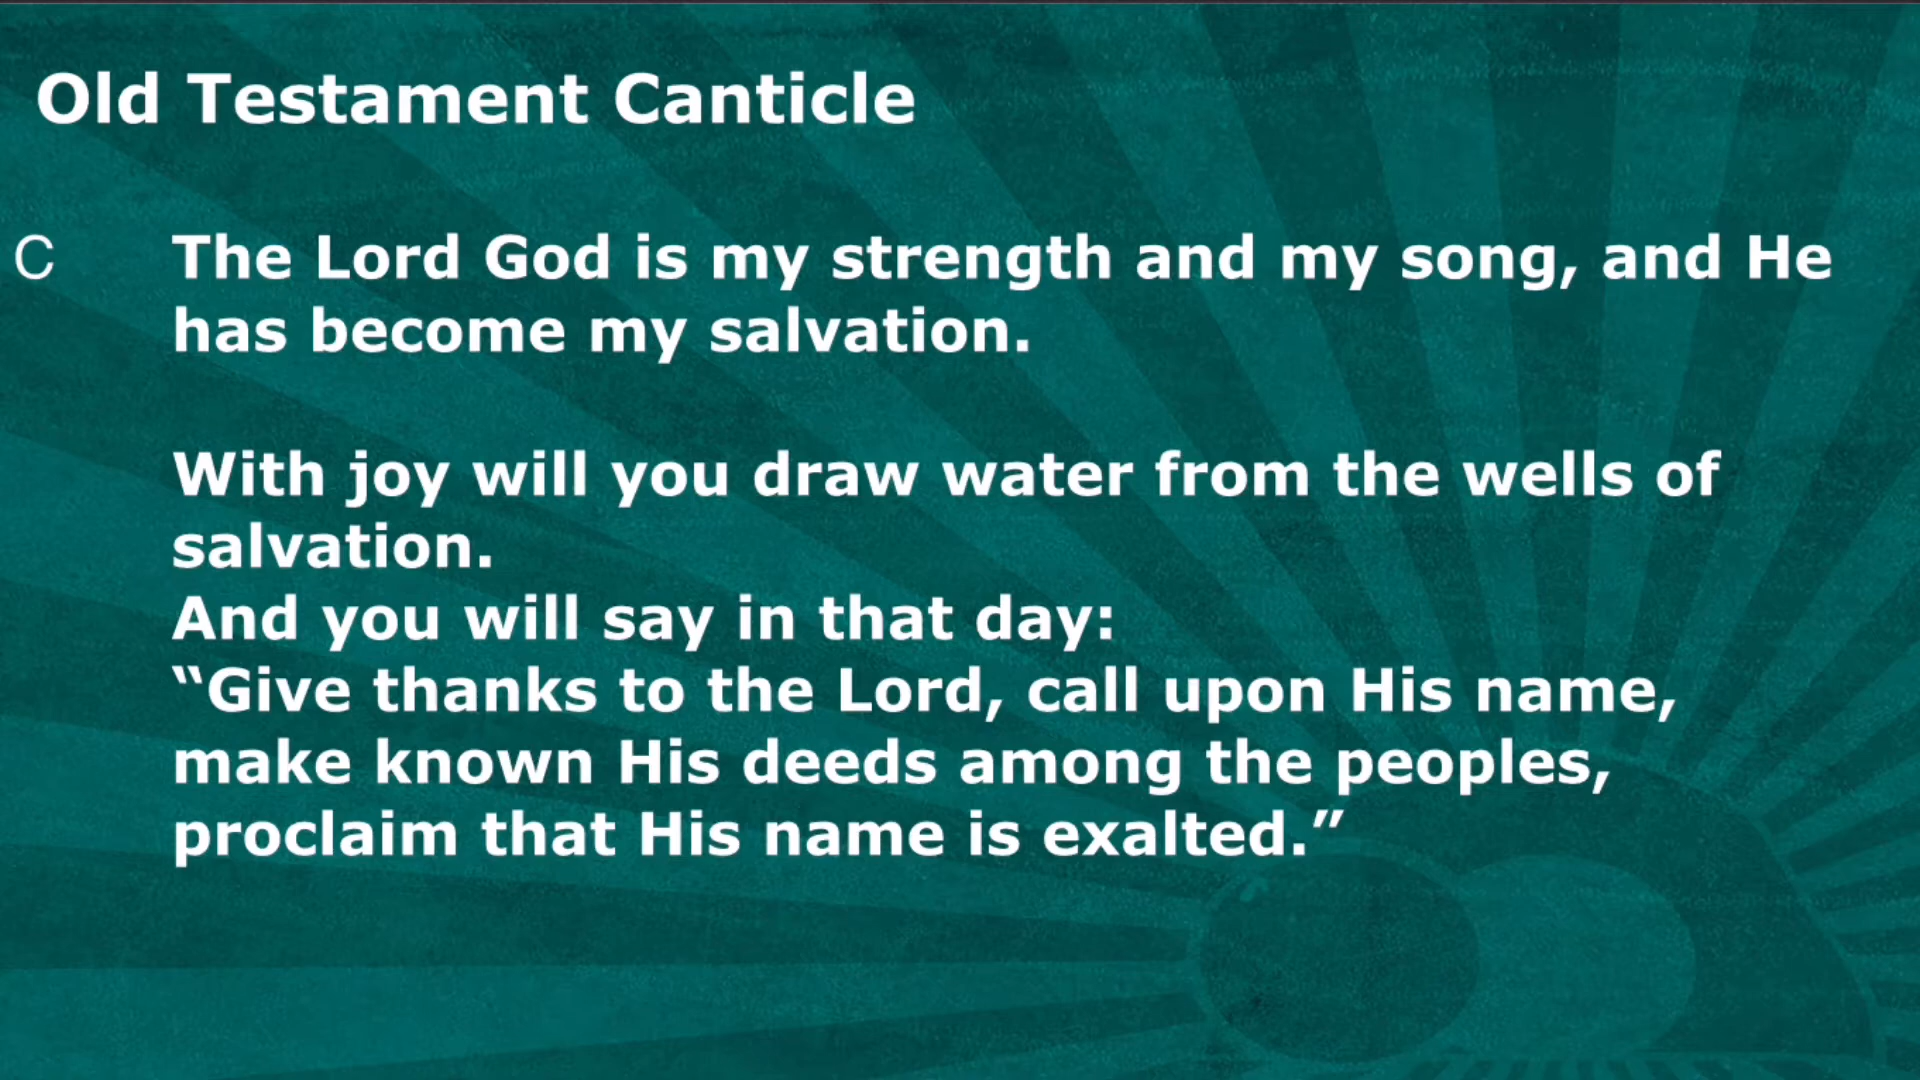 Old Testament Canticle
C The Lord God is my strength and my song, and He
has become my salvation.
With joy will you draw water from the wells of
salvation.
And you will say in that day:
“Give thanks to the Lord, call upon His name,
make known His deeds among the peoples,
proclaim that His name is exalted.”